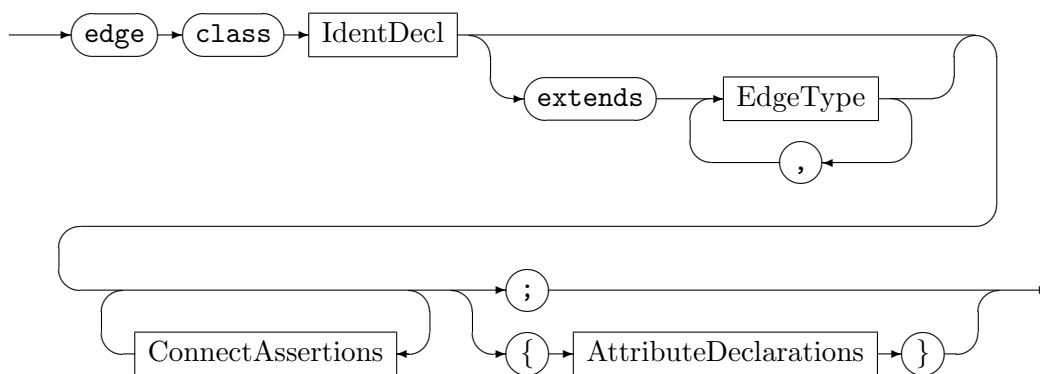 edge class IdentDecl
extends EdgeType
,
;
ConnectAssertions { AttributeDeclarations }